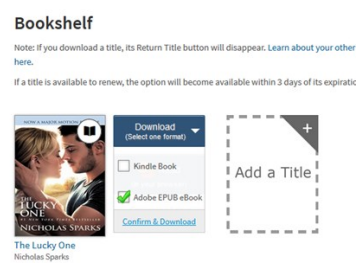 Bookshelf
Note: If you download a title, its Return Title button will disappear. Learn about your other
here.
If a title is available to renew, the option will become available within 3 days of its expiratio
NOW A MAJOR MOTION PICTURE
THE
LUCKY
ONE
NICHOLAS SPARKS
The Lucky One
Nicholas Sparks
Download
(Select one format)
Kindle Book
Adobe EPUB eBook
Confirm & Download
+
Add a Title